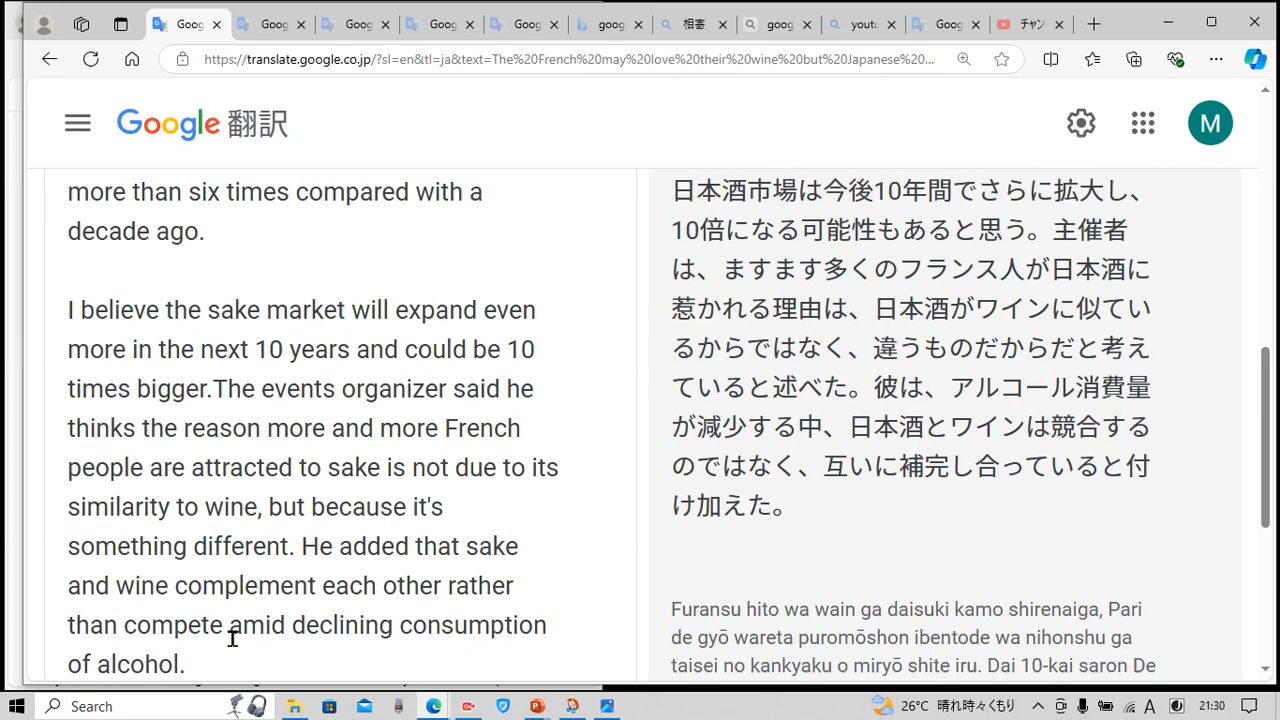 Goog
Goog
Goog
Goog
Goog
goog
相害
goog
youtu
Goog
チャン
https://translate.google.co.jp/?sl=en&tl=ja&text=The%20French%20may%20love%20their%20wine%20but%20Japanese%20...
Google 翻訳
M
more than six times compared with a
decade ago.
I believe the sake market will expand even
more in the next 10 years and could be 10
times bigger.The events organizer said he
thinks the reason more and more French
people are attracted to sake is not due to its
similarity to wine, but because it's
something different. He added that sake
and wine complement each other rather
than compete amid declining consumption
of alcohol.
日本酒市場は今後10年間でさらに拡大し、
10倍になる可能性もあると思う。主催者
は、ますます多くのフランス人が日本酒に
惹かれる理由は、日本酒がワインに似てい
るからではなく、違うものだからだと考え
ていると述べた。彼は、アルコール消費量
が減少する中、日本酒とワインは競合する
のではなく、互いに補完し合っていると付
け加えた。
Furansu hito wa wain ga daisuki kamo shirenaiga, Pari
de gyō wareta puromōshon ibentode wa nihonshu ga
taisei no kankyaku o miryō shite iru. Dai 10-kai saron De
Search
26°C 晴れ時々くもり
A
21:30